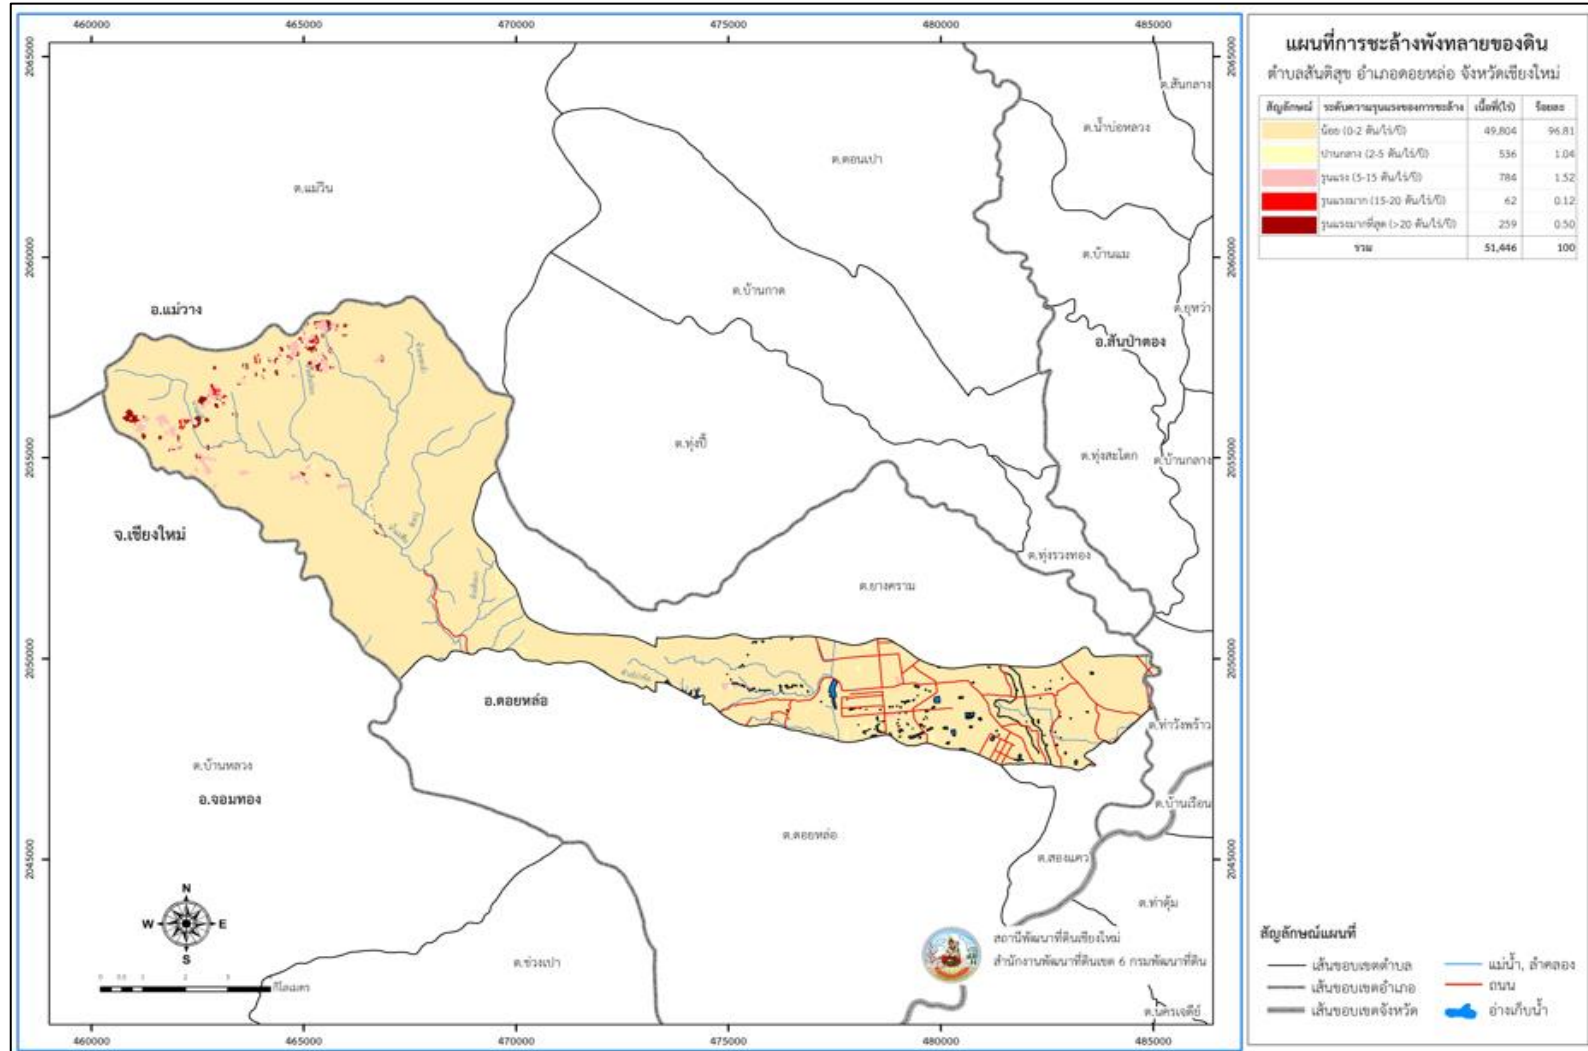 460000 465000 470000 475000 480000 485000
2065000 2065000
2060000 2060000
2055000 2055000
2050000 2050000
2045000 2045000
460000 465000 470000 475000 480000 485000
ต.สันกลาง
ต.น้ำบ่อหลวง
ต.ดอนเปา
ต.แม่วิน
ต.บ้านแม
ต.บ้านกาด
ต.ยุหว่า
อ.แม่วาง
อ.สันป่าตอง
ต.ทุ่งปี้
ต.ทุ่งสะโตก
ต.บ้านกลาง
จ.เชียงใหม่
ต.ทุ่งรวงทอง
ต.ยางคราม
อ.ดอยหล่อ
ต.ท่าวังพร้าว
ต.บ้านหลวง
อ.จอมทอง
ต.บ้านเรือน
ต.ดอยหล่อ
ต.สองแคว
ต.ท่าตุ้ม
ต.ข่วงเปา
ต.นครเจดีย์
N
W E
S
0 0.5 1 2 3
กิโลเมตร
สถานีพัฒนาที่ดินเชียงใหม่
สำนักงานพัฒนาที่ดินเขต 6 กรมพัฒนาที่ดิน
แผนที่การชะล้างพังทลายของดิน
ตำบลสันติสุข อำเภอดอยหล่อ จังหวัดเชียงใหม่
สัญลักษณ์ ระดับความรุนแรงของการชะล้าง เนื้อที่(ไร่) ร้อยละ
น้อย (0-2 ตัน/ไร่/ปี) 49,804 96.81
ปานกลาง (2-5 ตัน/ไร่/ปี) 536 1.04
รุนแรง (5-15 ตัน/ไร่/ปี) 784 1.52
รุนแรงมาก (15-20 ตัน/ไร่/ปี) 62 0.12
รุนแรงมากที่สุด (>20 ตัน/ไร่/ปี) 259 0.50
รวม 51,446 100
สัญลักษณ์แผนที่
เส้นขอบเขตตำบล แม่น้ำ, ลำคลอง
เส้นขอบเขตอำเภอ ถนน
เส้นขอบเขตจังหวัด อ่างเก็บน้ำ